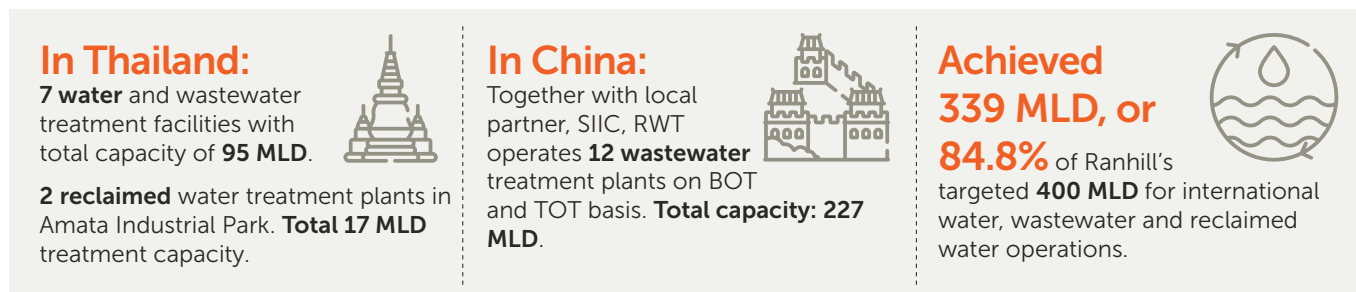 In Thailand:
7 water and wastewater
treatment facilities with
total capacity of 95 MLD.
2 reclaimed water treatment plants in
Amata Industrial Park. Total 17 MLD
treatment capacity.
In China:
Together with local
partner, SIIC, RWT
operates 12 wastewater
treatment plants on BOT
and TOT basis. Total capacity: 227
MLD.
Achieved
339 MLD, or
84.8% of Ranhill’s
targeted 400 MLD for international
water, wastewater and reclaimed
water operations.